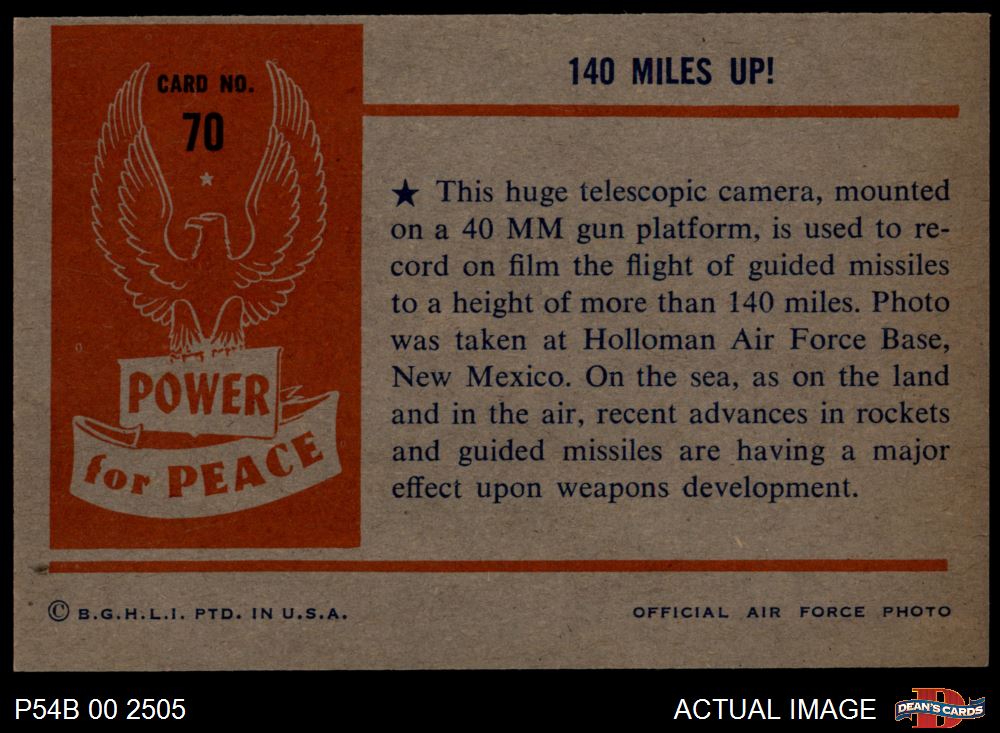 CARD NO.
70
POWER
for PEACE
140 MILES UP!
★ This huge telescopic camera, mounted
on a 40 MM gun platform, is used to re-
cord on film the flight of guided missiles
to a height of more than 140 miles. Photo
was taken at Holloman Air Force Base,
New Mexico. On the sea, as on the land
and in the air, recent advances in rockets
and guided missiles are having a major
effect upon weapons development.
© B.G.H.L.I. PTD. IN U.S.A.
OFFICIAL AIR FORCE PHOTO
P54B 00 2505
ACTUAL IMAGE
DEAN'S CARDS